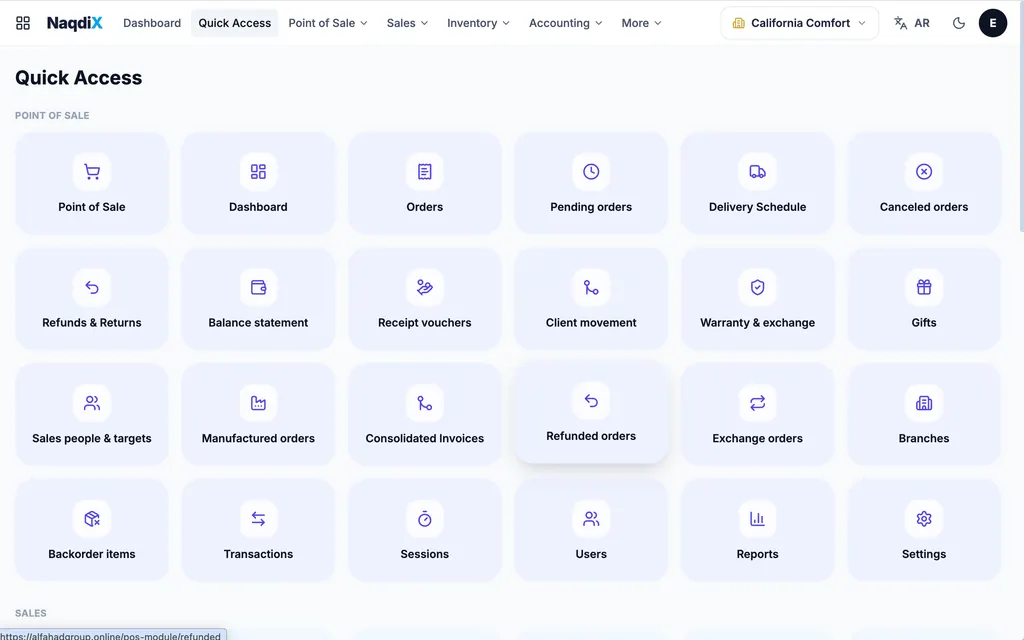 NaqdiX Dashboard Quick Access Point of Sale Sales Inventory Accounting More California Comfort AR E
Quick Access
POINT OF SALE
Point of Sale Dashboard Orders Pending orders Delivery Schedule Canceled orders
Refunds & Returns Balance statement Receipt vouchers Client movement Warranty & exchange Gifts
Sales people & targets Manufactured orders Consolidated Invoices Refunded orders Exchange orders Branches
Backorder items Transactions Sessions Users Reports Settings
SALES
https://alfahadgroup.online/pos-module/refunded